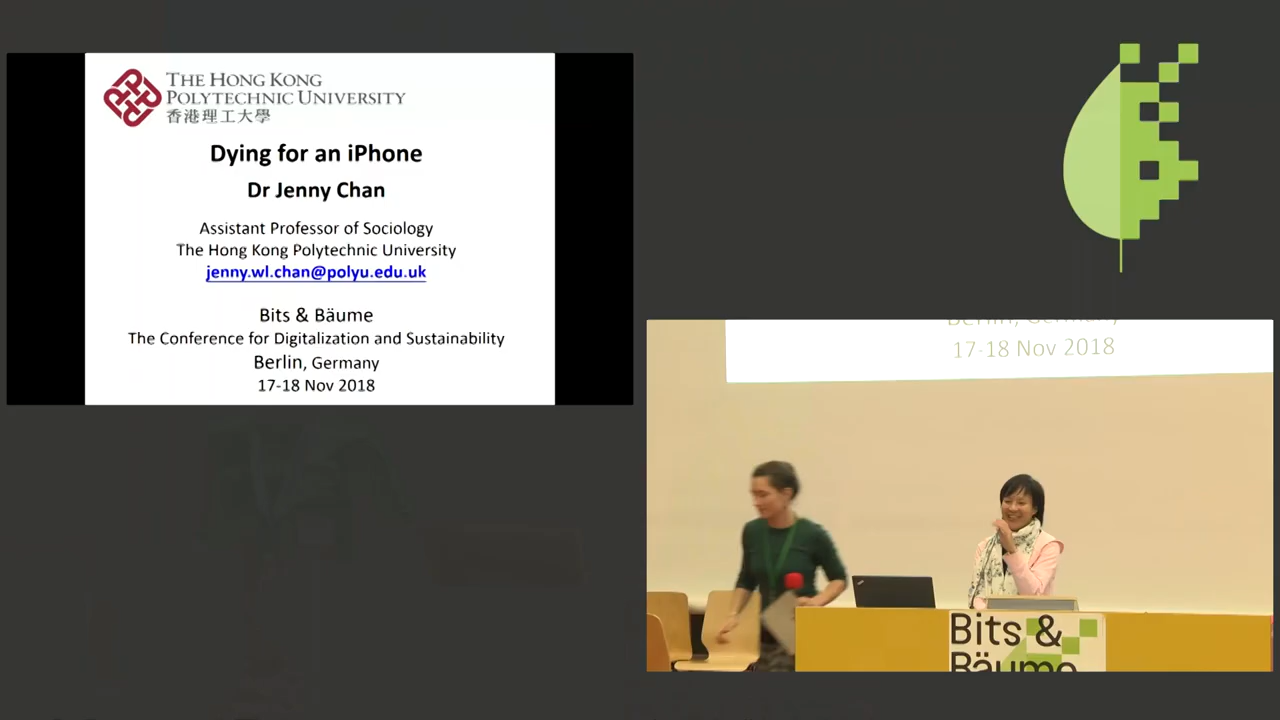 THE HONG KONG
POLYTECHNIC UNIVERSITY
香港理工大學
Dying for an iPhone
Dr Jenny Chan
Assistant Professor of Sociology
The Hong Kong Polytechnic University
jenny.wl.chan@polyu.edu.uk
Bits & Bäume
The Conference for Digitalization and Sustainability
Berlin, Germany
17-18 Nov 2018
Berlin, Germany
17-18 Nov 2018
Bits &
Bäume